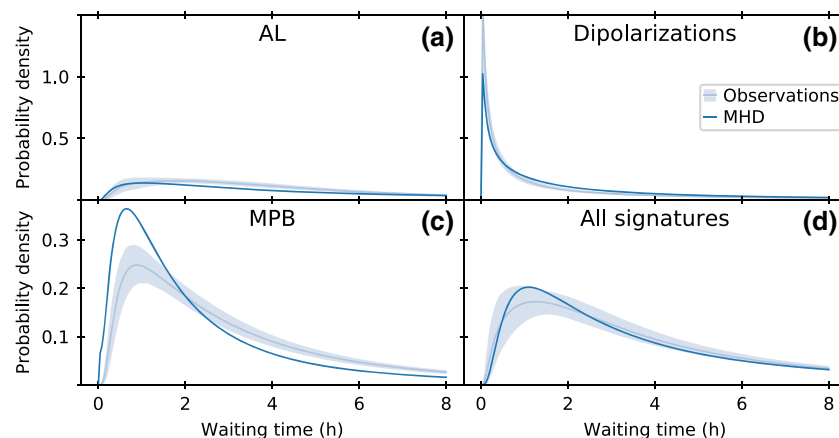 AL
(a)
Dipolarizations
(b)
Probability density
1.0
0.5
Observations
MHD
MPB
(c)
All signatures
(d)
Probability density
0.3
0.2
0.1
0
2
4
6
8
0
2
4
6
8
Waiting time (h)
Waiting time (h)